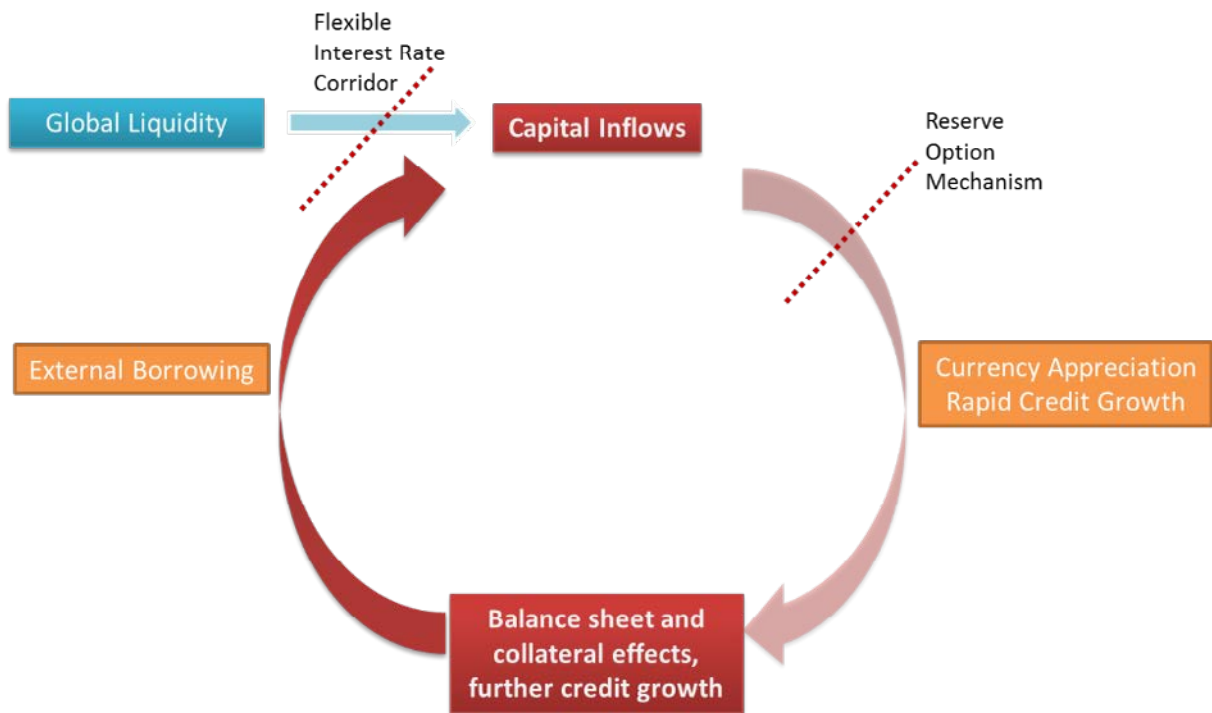 Flexible
Interest Rate
Corridor
Global Liquidity
Capital Inflows
Reserve
Option
Mechanism
External Borrowing
Currency Appreciation
Rapid Credit Growth
Balance sheet and
collateral effects,
further credit growth